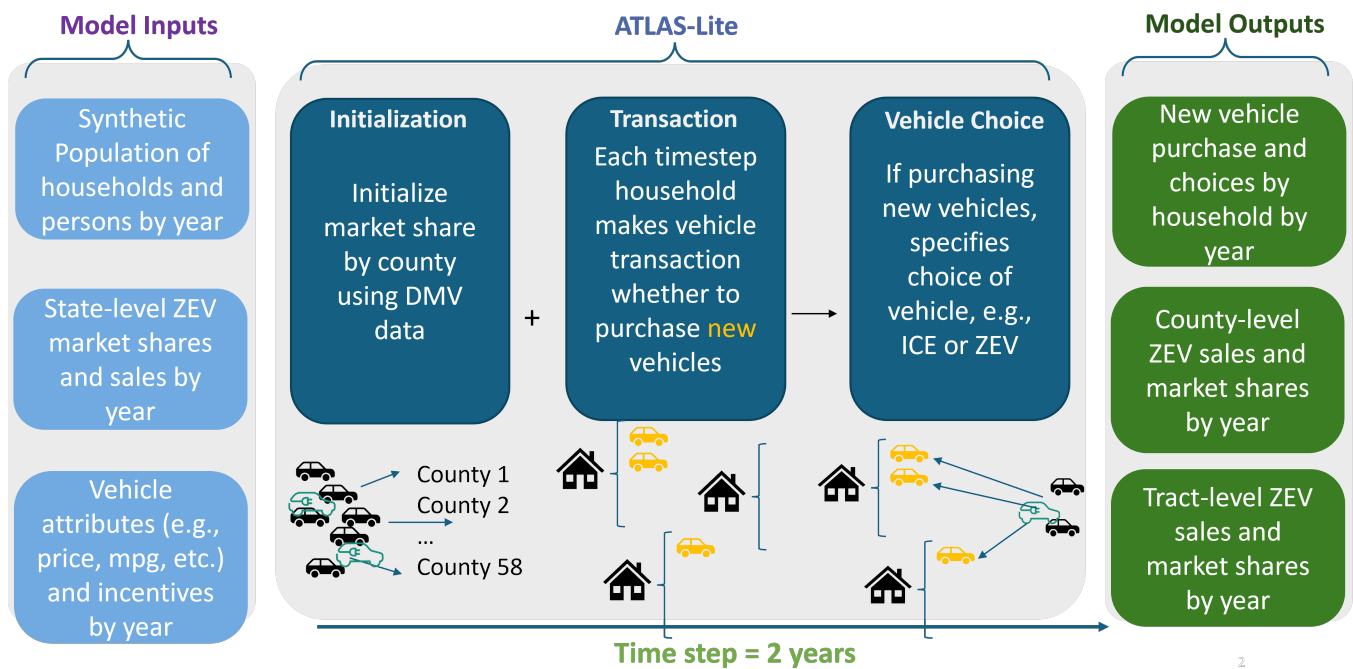 Model Inputs
Synthetic
Population of
households and
persons by year
State-level ZEV
market shares
and sales by
year
Vehicle
attributes (e.g.,
price, mpg, etc.)
and incentives
by year
ATLAS-Lite
Initialization
Initialize
market share
by county
using DMV
data
+
Transaction
Each timestep
household
makes vehicle
transaction
whether to
purchase new
vehicles
Vehicle Choice
If purchasing
new vehicles,
specifies
choice of
vehicle, e.g.,
ICE or ZEV
County 1
County 2
...
County 58
Time step = 2 years
Model Outputs
New vehicle
purchase and
choices by
household by
year
County-level
ZEV sales and
market shares
by year
Tract-level ZEV
sales and
market shares
by year
2